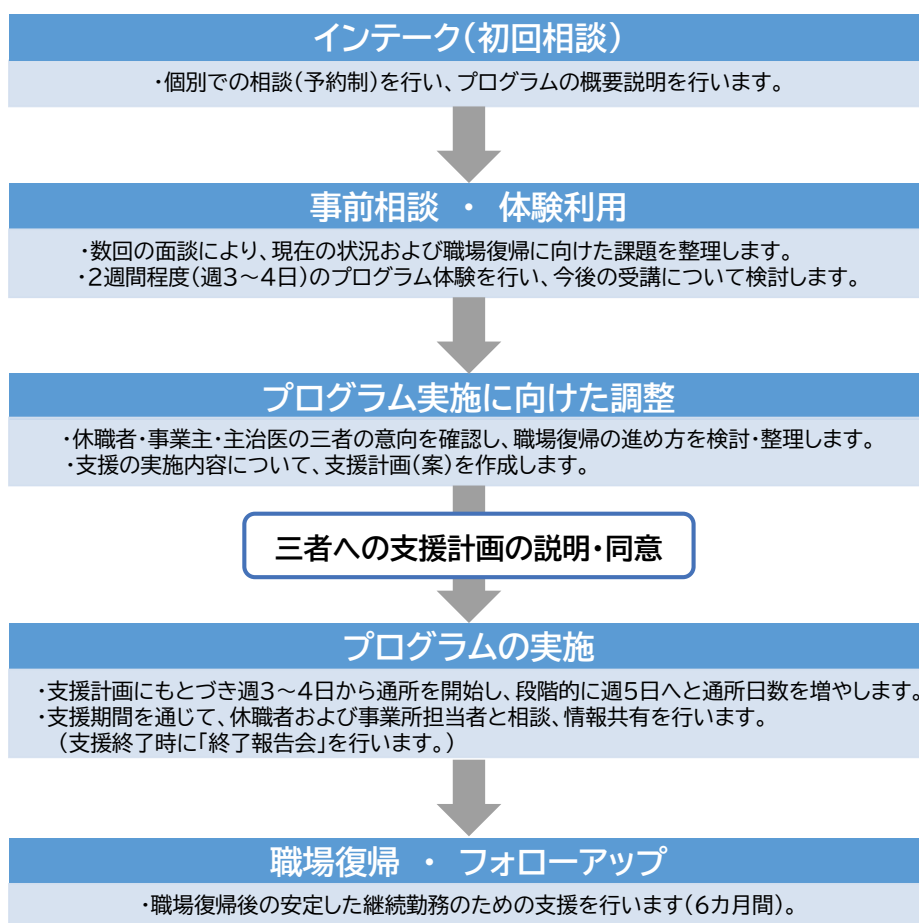 インテーク(初回相談)
・個別での相談(予約制)を行い、プログラムの概要説明を行います。
事前相談 ・ 体験利用
・数回の面談により、現在の状況および職場復帰に向けた課題を整理します。
・2週間程度(週3～4日)のプログラム体験を行い、今後の受講について検討します。
プログラム実施に向けた調整
・休職者・事業主・主治医の三者の意向を確認し、職場復帰の進め方を検討・整理します。
・支援の実施内容について、支援計画(案)を作成します。
三者への支援計画の説明・同意
プログラムの実施
・支援計画にもとづき週3～4日から通所を開始し、段階的に週5日へと通所日数を増やします。
・支援期間を通じて、休職者および事業所担当者と相談、情報共有を行います。
(支援終了時に「終了報告会」を行います。)
職場復帰 ・ フォローアップ
・職場復帰後の安定した継続勤務のための支援を行います(6カ月間)。